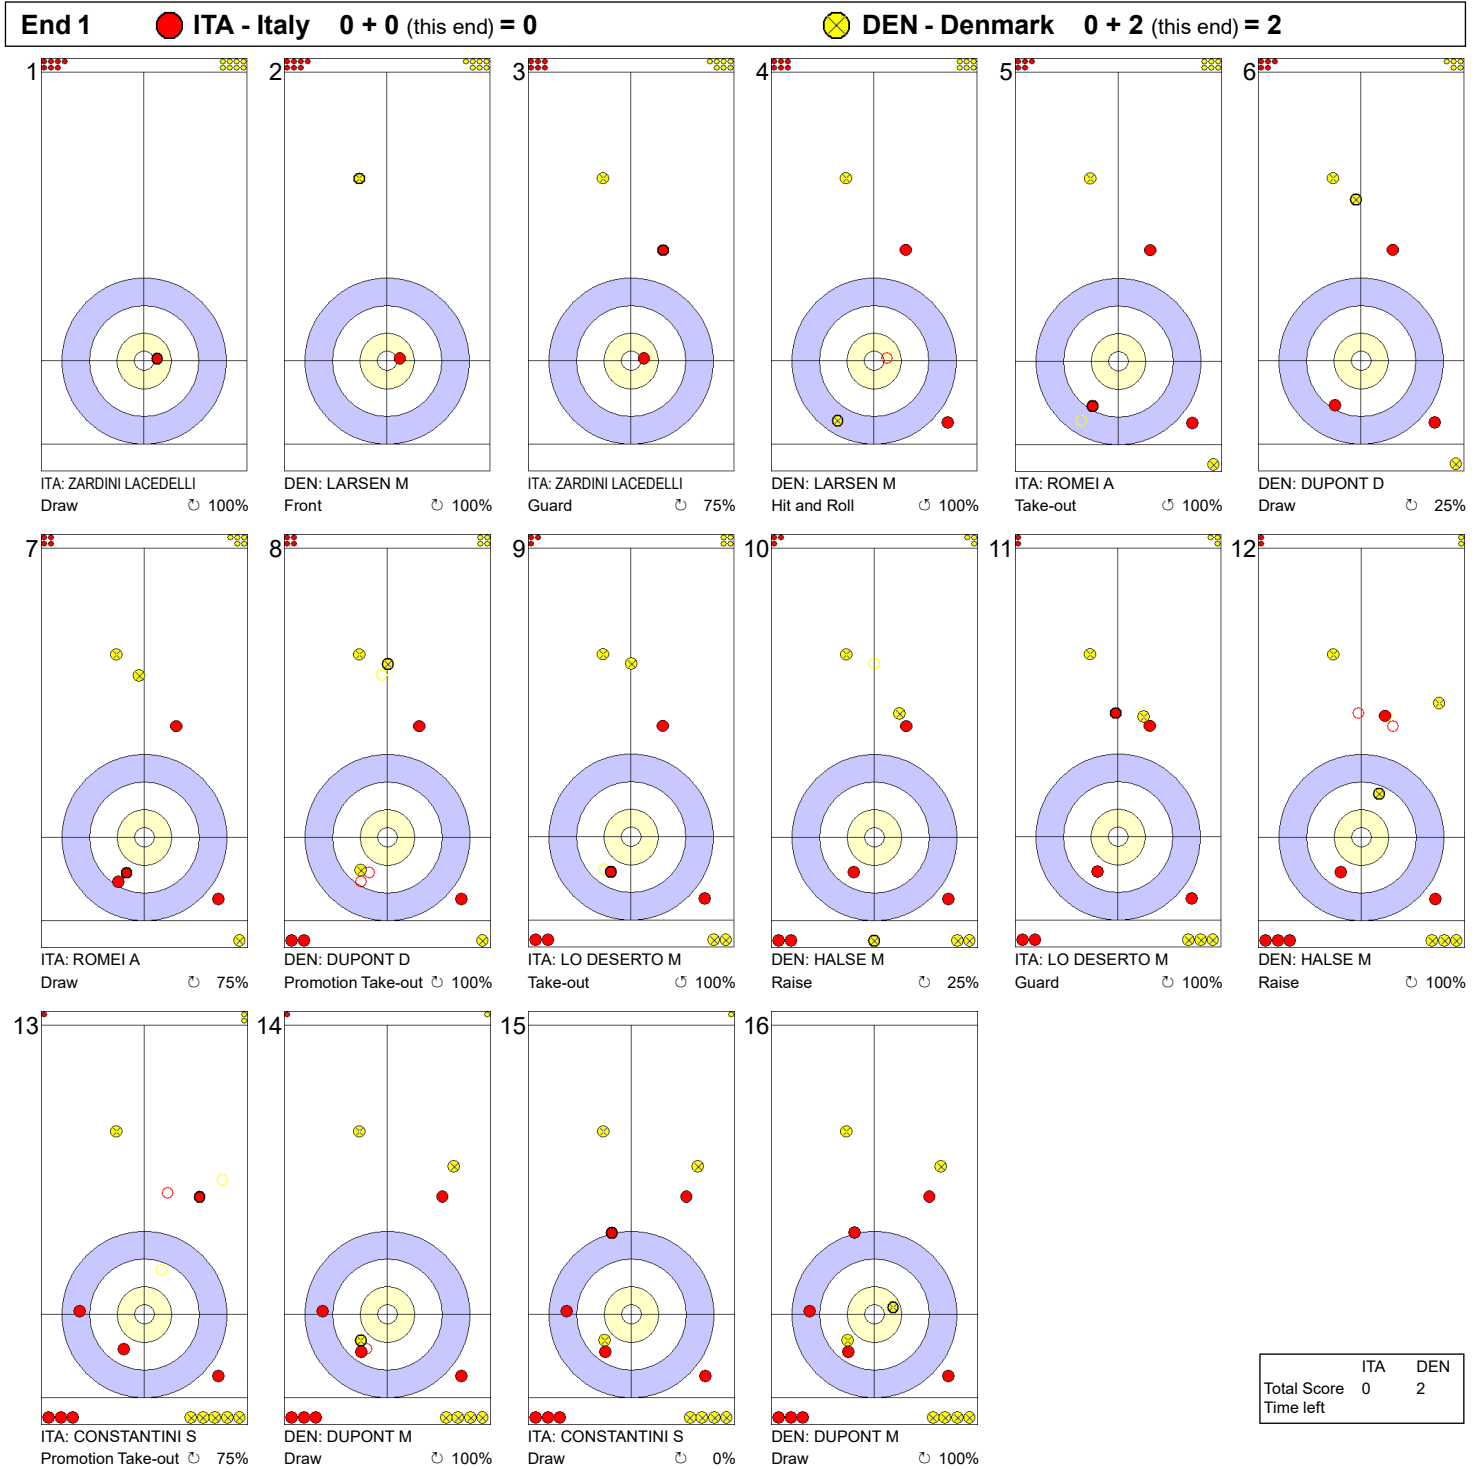 End 1 ITA - Italy 0 + 0 (this end) = 0 DEN - Denmark 0 + 2 (this end) = 2
1 2 3 4 5 6
ITA: ZARDINI LACEDELLI DEN: LARSEN M ITA: ZARDINI LACEDELLI DEN: LARSEN M ITA: ROMEI A DEN: DUPONT D
Draw ↻ 100% Front ↻ 100% Guard ↻ 75% Hit and Roll ↻ 100% Take-out ↻ 100% Draw ↻ 25%
7 8 9 10 11 12
ITA: ROMEI A DEN: DUPONT D ITA: LO DESERTO M DEN: HALSE M ITA: LO DESERTO M DEN: HALSE M
Draw ↻ 75% Promotion Take-out ↻ 100% Take-out ↺ 100% Raise ↻ 25% Guard ↻ 100% Raise ↻ 100%
13 14 15 16
ITA: CONSTANTINI S DEN: DUPONT M ITA: CONSTANTINI S DEN: DUPONT M
Promotion Take-out ↻ 75% Draw ↻ 100% Draw ↻ 0% Draw ↻ 100%
ITA DEN
Total Score 0 2
Time left